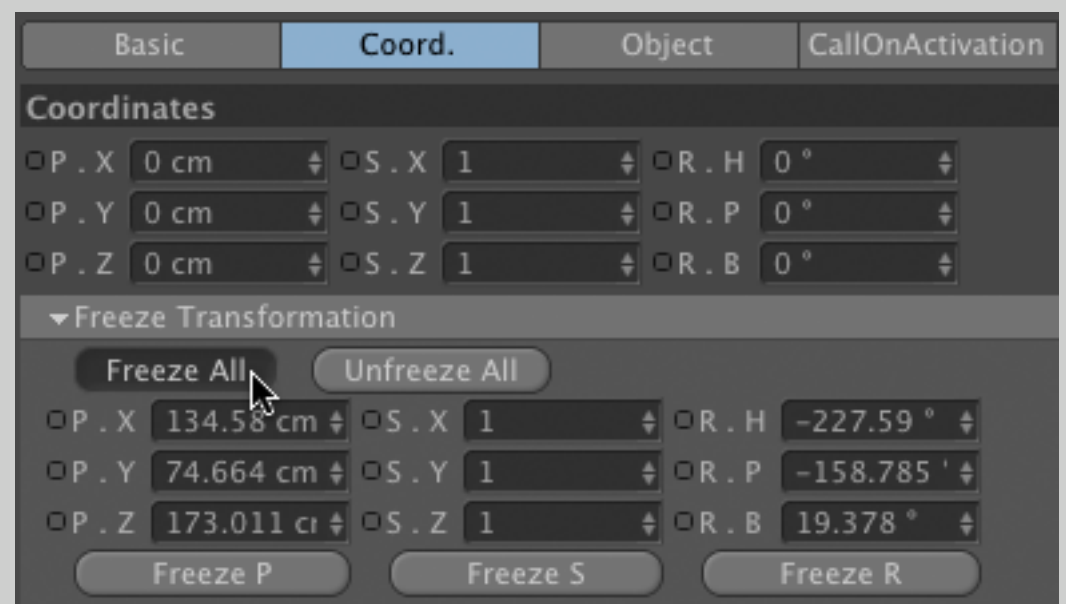 Basic Coord. Object CallOnActivation
Coordinates
P . X 0 cm S . X 1 R . H 0 °
P . Y 0 cm S . Y 1 R . P 0 °
P . Z 0 cm S . Z 1 R . B 0 °
Freeze Transformation
Freeze All Unfreeze All
P . X 134.58 cm S . X 1 R . H -227.59 °
P . Y 74.664 cm S . Y 1 R . P -158.785 '
P . Z 173.011 c S . Z 1 R . B 19.378 °
Freeze P Freeze S Freeze R